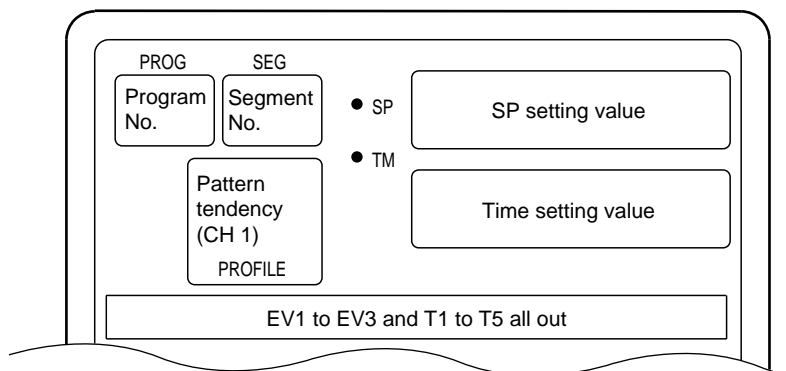 PROG SEG
Program No.
Segment No.
SP
SP setting value
TM
Pattern tendency (CH 1)
Time setting value
PROFILE
EV1 to EV3 and T1 to T5 all out